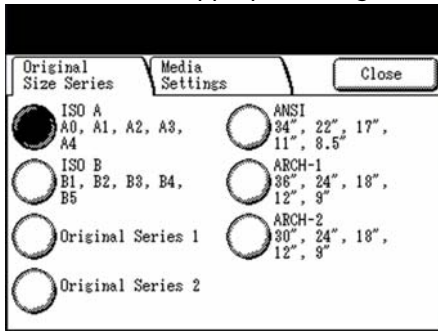 Original
Size Series
Media
Settings
Close
ISO A
A0, A1, A2, A3,
A4
ISO B
B1, B2, B3, B4,
B5
Original Series 1
Original Series 2
ANSI
34", 22", 17",
11", 8.5"
ARCH-1
36", 24", 18",
12", 9"
ARCH-2
30", 24", 18",
12", 9"